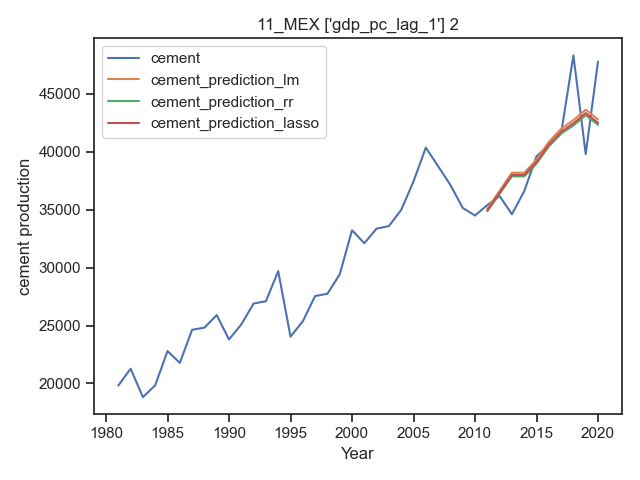 11_MEX ['gdp_pc_lag_1'] 2
cement
cement_prediction_lm
cement_prediction_rr
cement_prediction_lasso
cement production
45000
40000
35000
30000
25000
20000
1980 1985 1990 1995 2000 2005 2010 2015 2020
Year